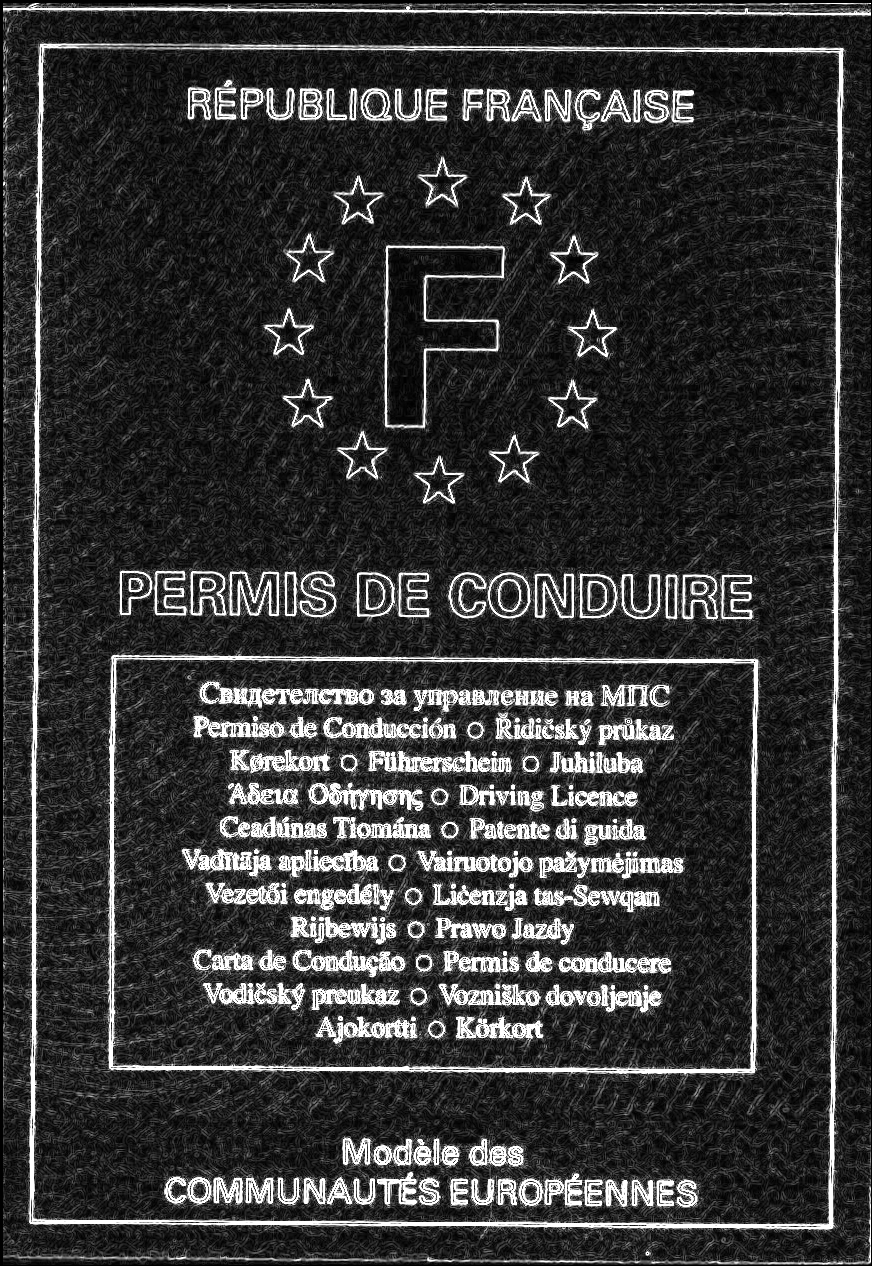 RÉPUBLIQUE FRANÇAISE
F
PERMIS DE CONDUIRE
Свидетелство за управление на МПС
Permiso de Conducción ○ Řidičský průkaz
Kørekort ○ Führerschein ○ Juhiluba
Άδεια Οδήγησης ○ Driving Licence
Ceadúnas Tiomána ○ Patente di guida
Vadītāja apliecība ○ Vairuotojo pažymėjimas
Vezetői engedély ○ Liċenzja tas-Sewqan
Rijbewijs ○ Prawo Jazdy
Carta de Condução ○ Permis de conducere
Vodičský preukaz ○ Vozniško dovoljenje
Ajokortti ○ Körkort
Modèle des
COMMUNAUTÉS EUROPÉENNES